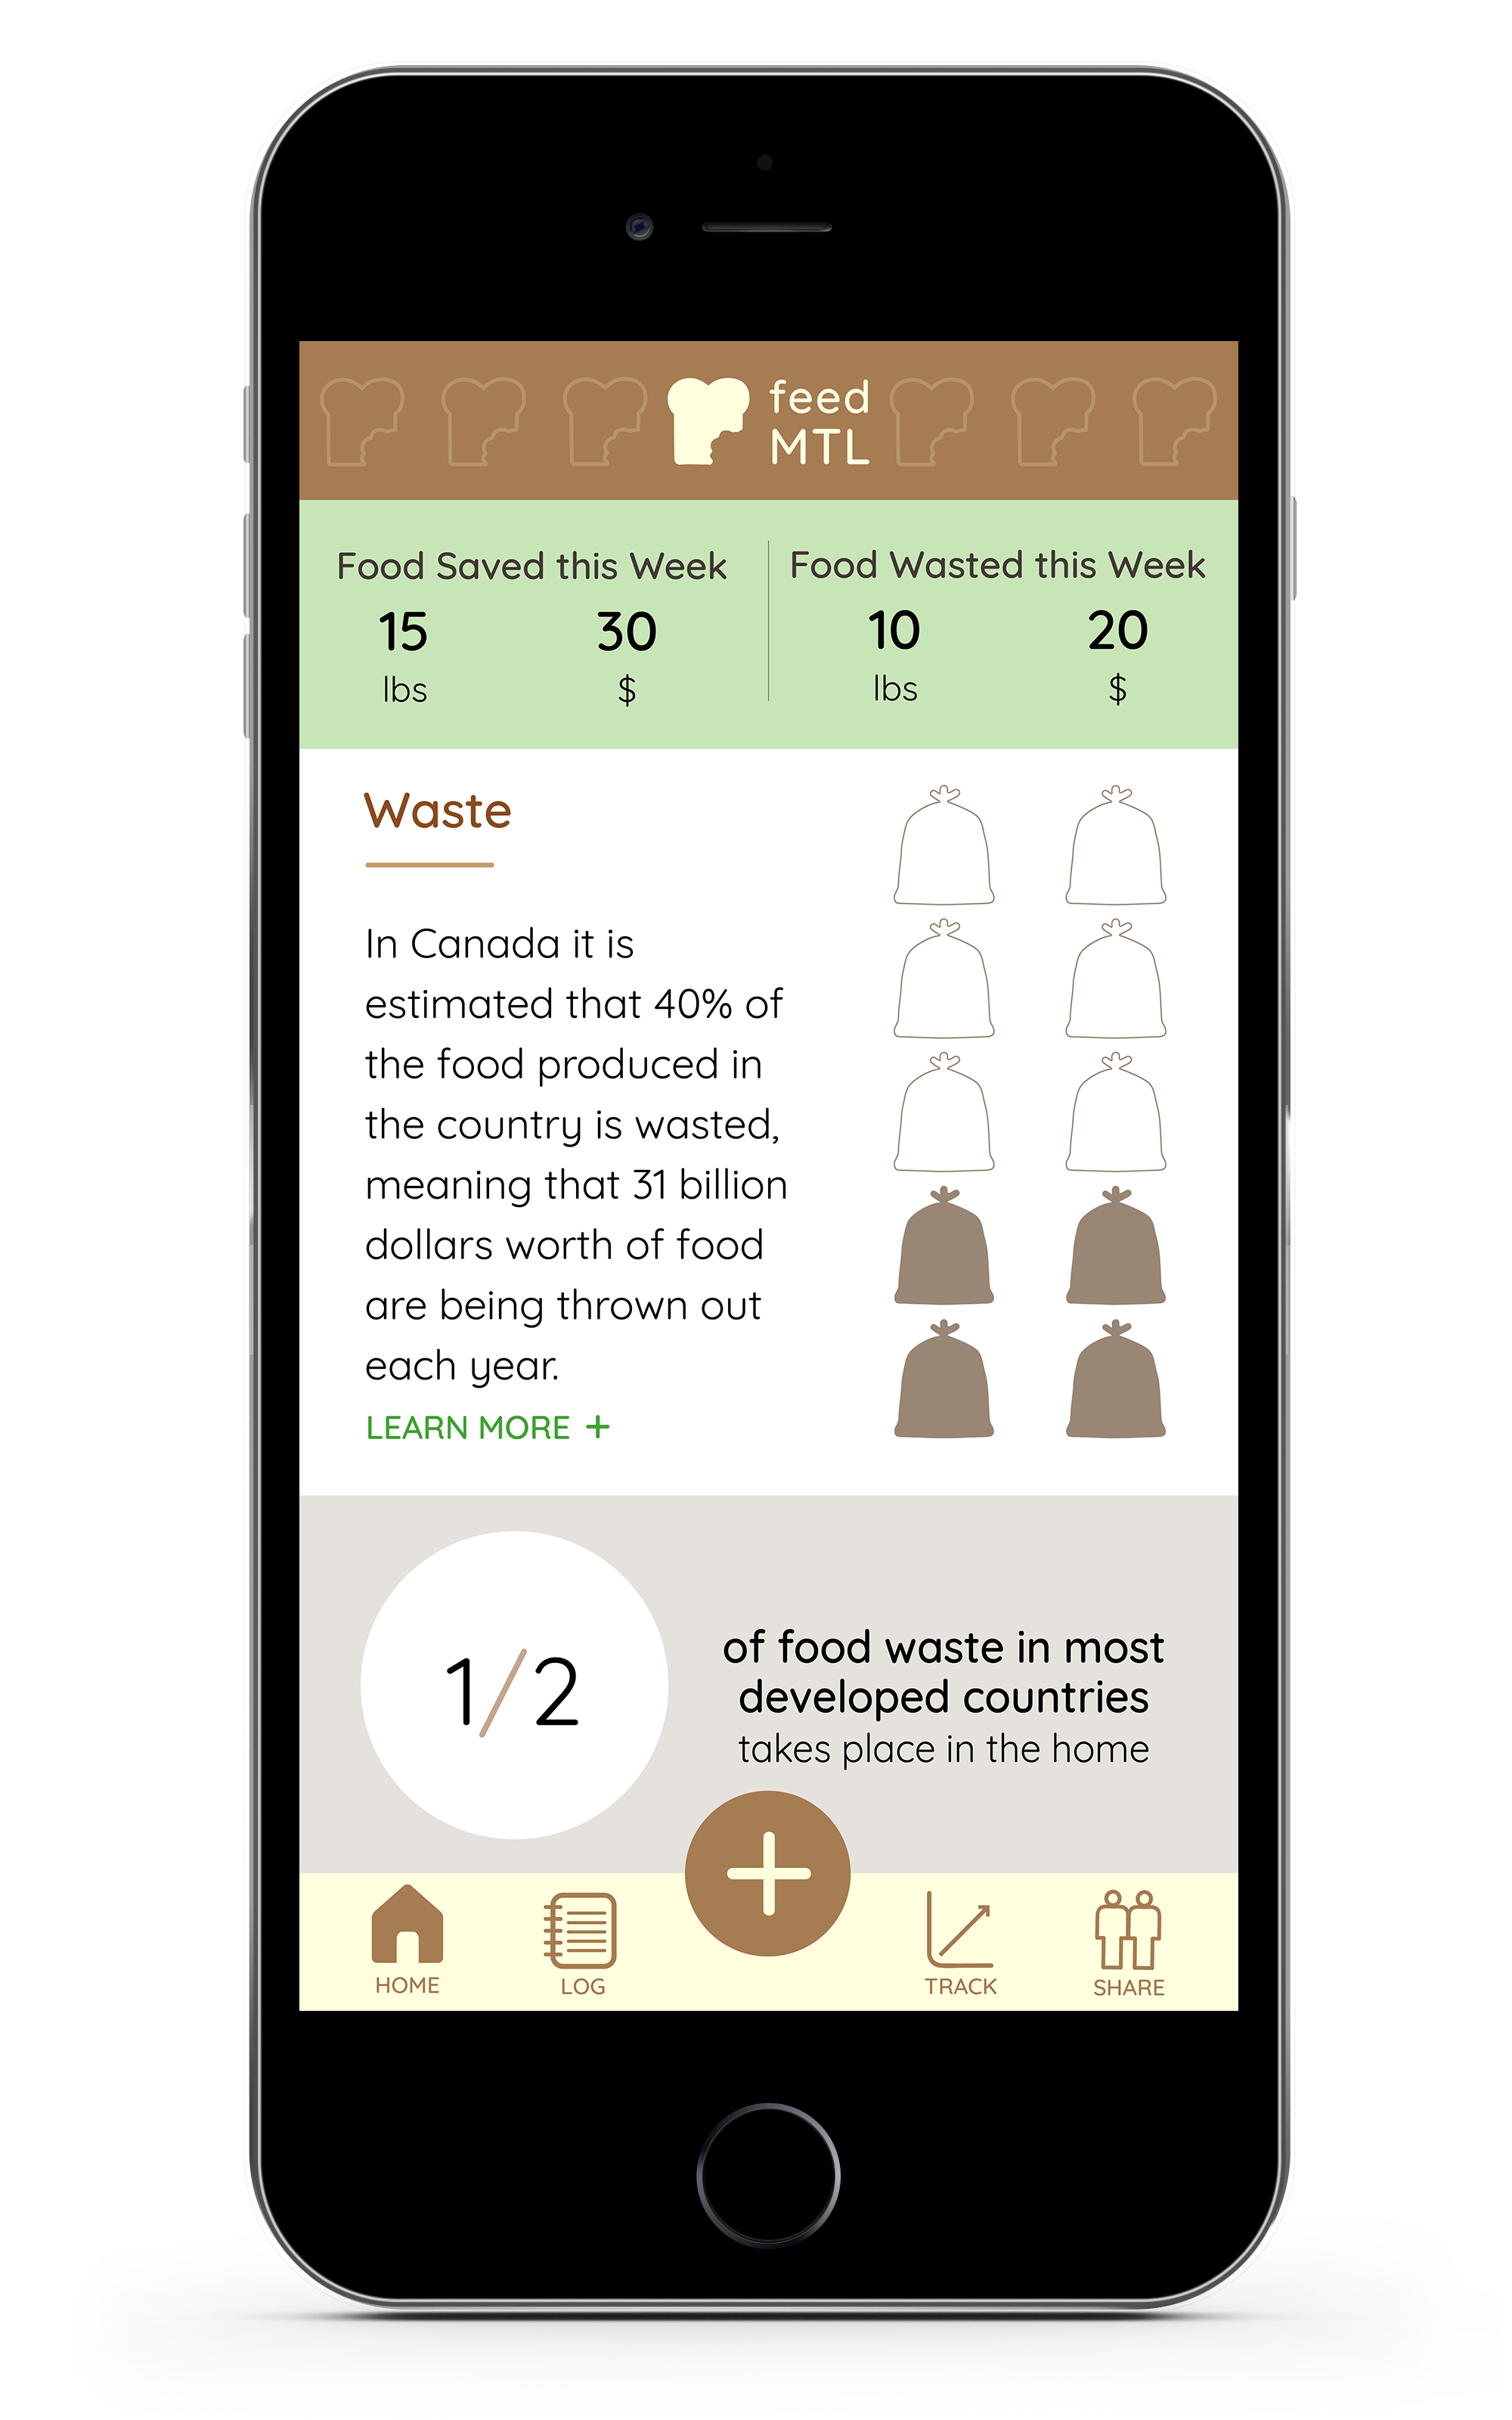 feed
MTL
Food Saved this Week
15 30
lbs $
Food Wasted this Week
10 20
lbs $
Waste
In Canada it is
estimated that 40% of
the food produced in
the country is wasted,
meaning that 31 billion
dollars worth of food
are being thrown out
each year.
LEARN MORE +
1/2
of food waste in most
developed countries
takes place in the home
+
HOME LOG TRACK SHARE